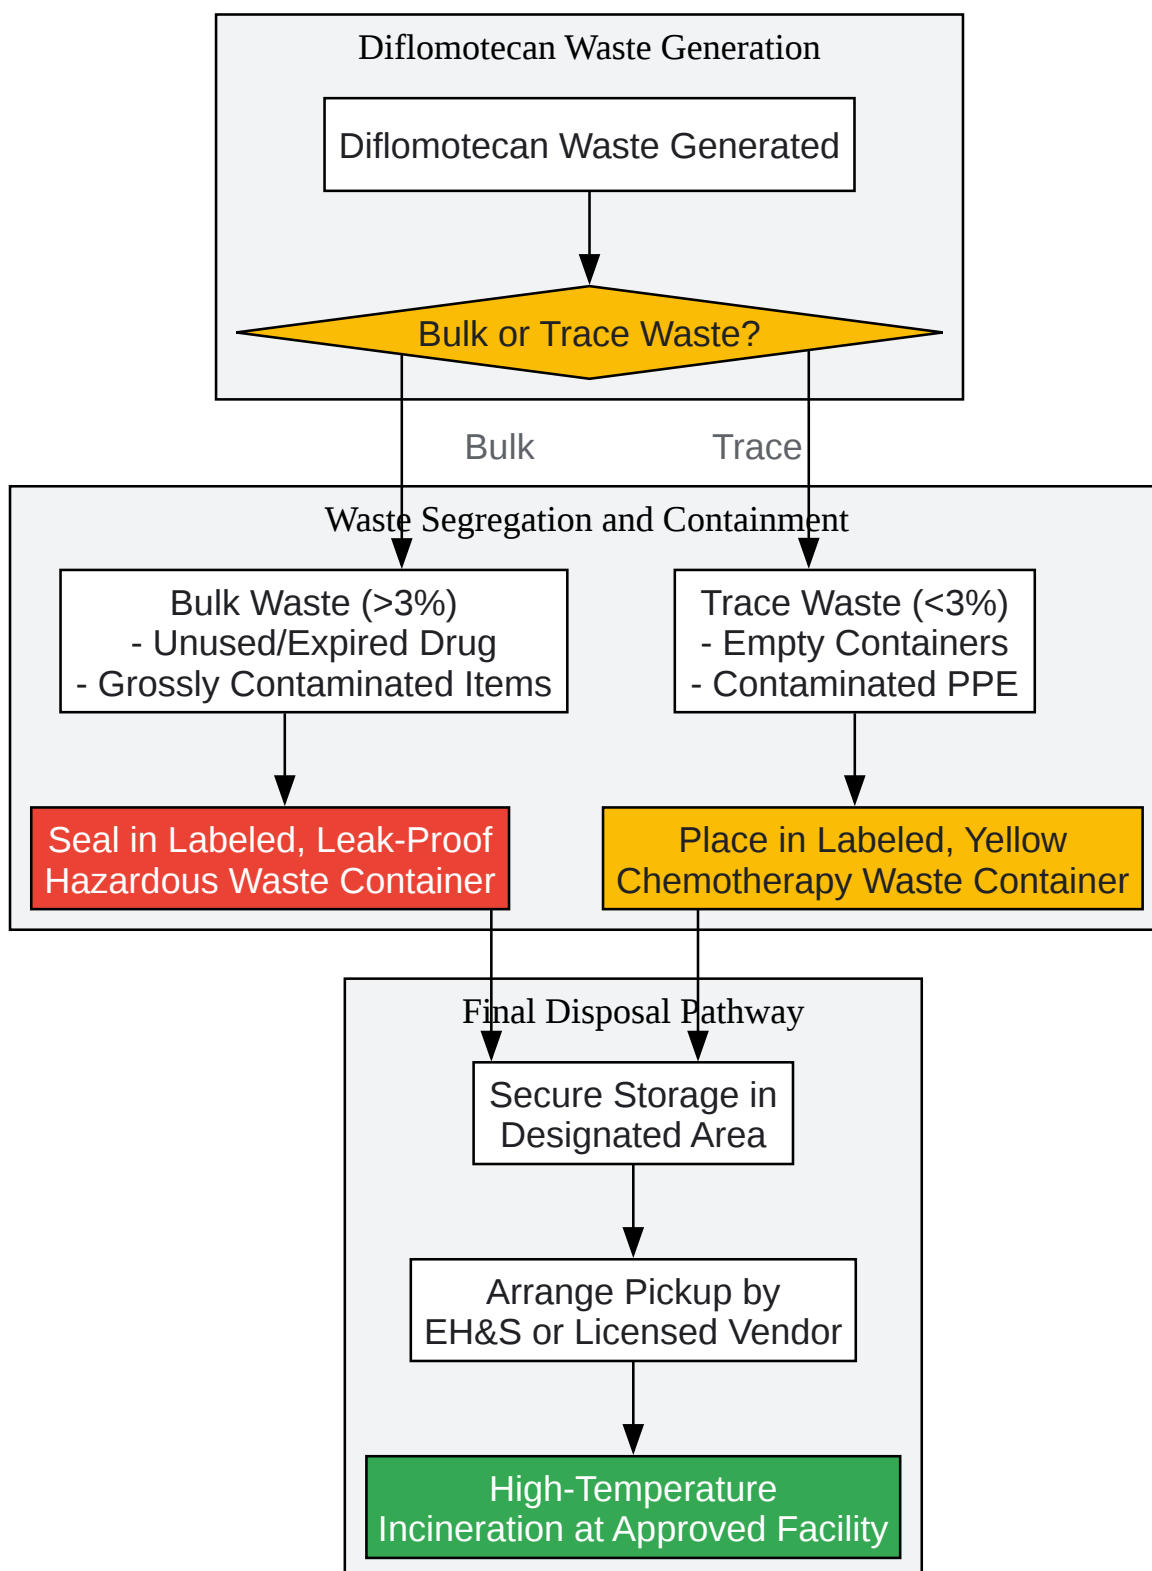 Diflomotecan Waste Generation
Diflomotecan Waste Generated
Bulk or Trace Waste?
Bulk
Trace
Waste Segregation and Containment
Bulk Waste (>3%)
- Unused/Expired Drug
- Grossly Contaminated Items
Trace Waste (<3%)
- Empty Containers
- Contaminated PPE
Seal in Labeled, Leak-Proof
Hazardous Waste Container
Place in Labeled, Yellow
Chemotherapy Waste Container
Final Disposal Pathway
Secure Storage in
Designated Area
Arrange Pickup by
EH&S or Licensed Vendor
High-Temperature
Incineration at Approved Facility